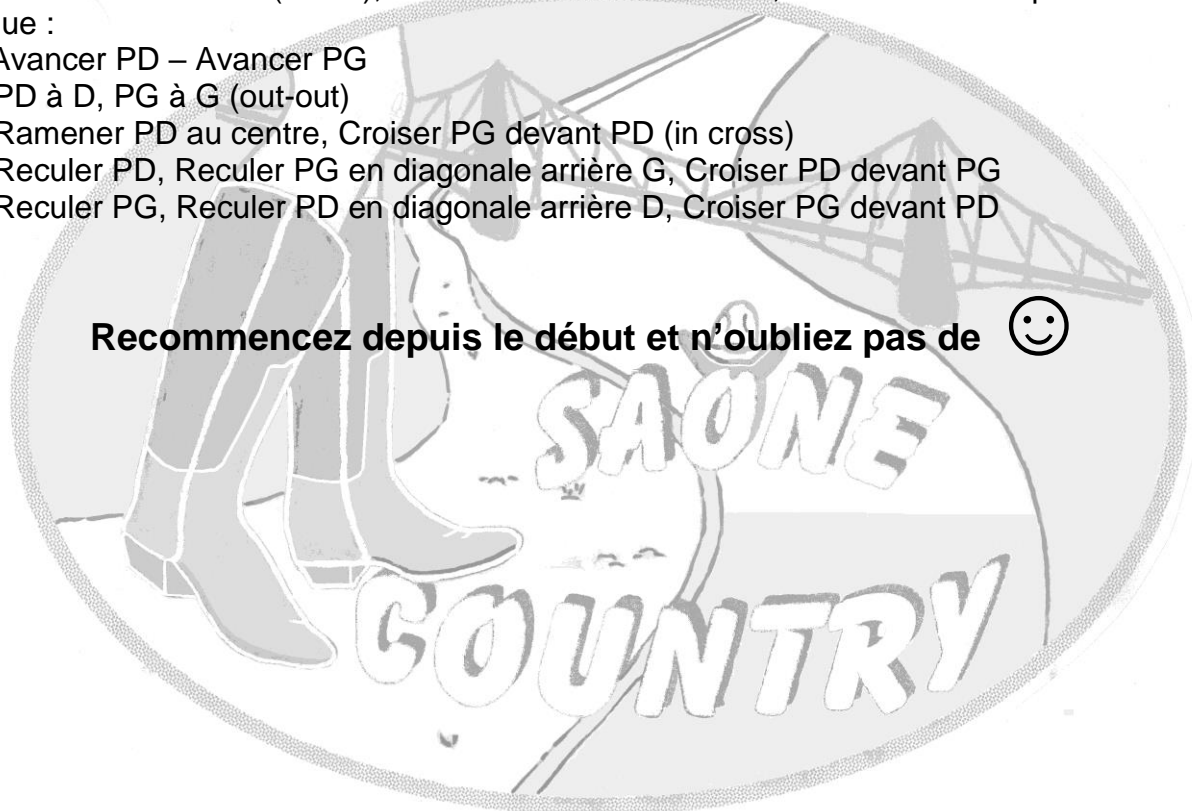 ue :
Avancer PD – Avancer PG
PD à D, PG à G (out-out)
Ramener PD au centre, Croiser PG devant PD (in cross)
Reculer PD, Reculer PG en diagonale arrière G, Croiser PD devant PG
Reculer PG, Reculer PD en diagonale arrière D, Croiser PG devant PD
Recommencez depuis le début et n’oubliez pas de ☺
SAONE
COUNTRY